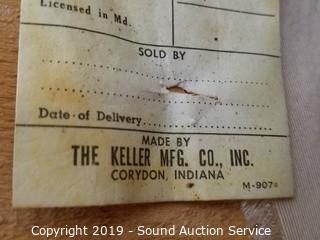 Licensed in Md.
SOLD BY
Date of Delivery
MADE BY
THE KELLER MFG. CO., INC.
CORYDON, INDIANA
M-907
Copyright 2019 - Sound Auction Service